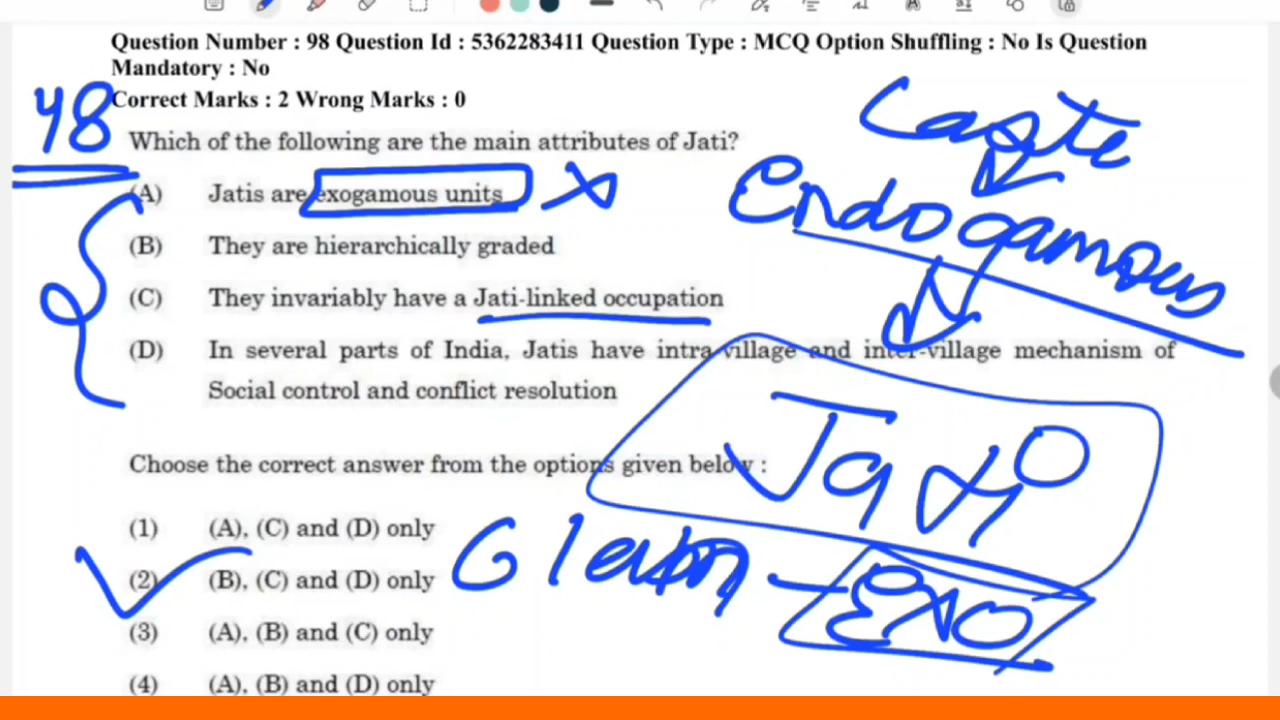 Question Number : 98 Question Id : 5362283411 Question Type : MCQ Option Shuffling : No Is Question
Mandatory : No
Correct Marks : 2 Wrong Marks : 0
48
Which of the following are the main attributes of Jati?
(A) Jatis are exogamous units
(B) They are hierarchically graded
(C) They invariably have a Jati-linked occupation
(D) In several parts of India, Jatis have intra village and inter-village mechanism of
Social control and conflict resolution
Choose the correct answer from the options given below :
(1) (A), (C) and (D) only
(2) (B), (C) and (D) only
(3) (A), (B) and (C) only
(4) (A), (B) and (D) only
Caste
Endogamous
Jati
Exo